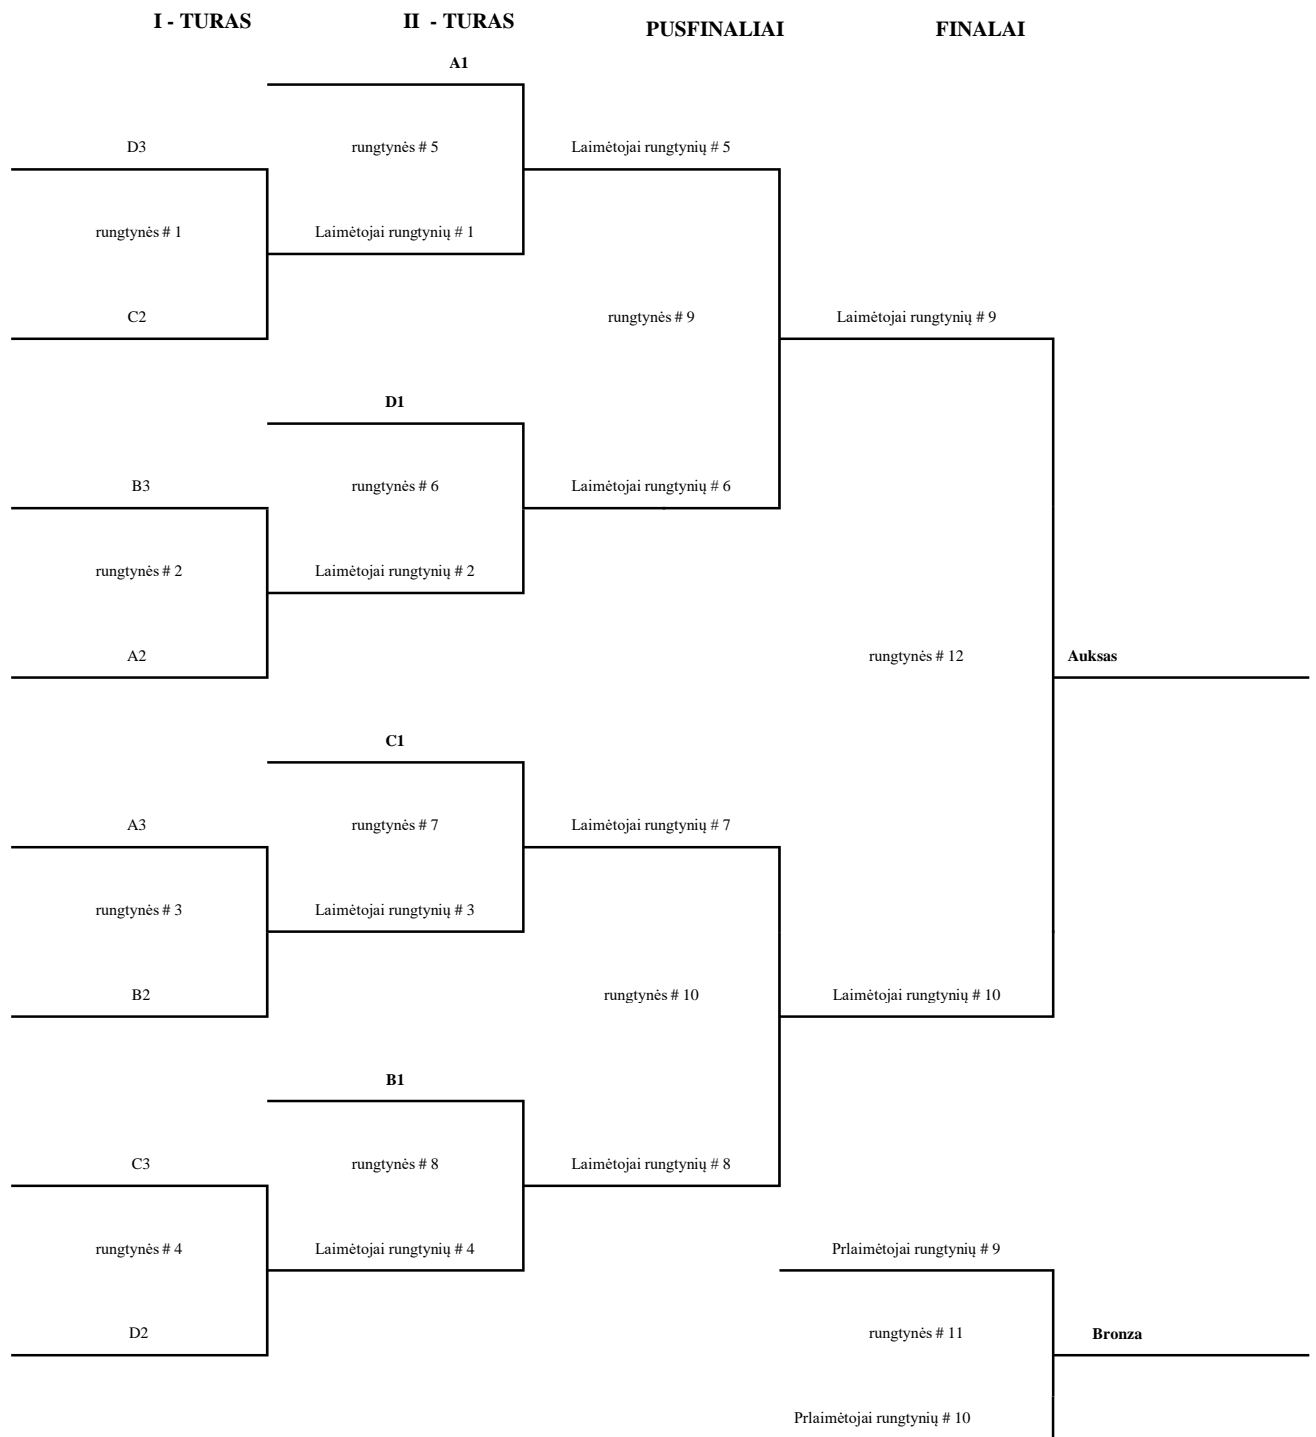 I - TURAS
II - TURAS
PUSFINALIAI
FINALAI
A1
D3
rungtynės # 5
Laimėtojai rungtynių # 5
rungtynės # 1
Laimėtojai rungtynių # 1
C2
rungtynės # 9
Laimėtojai rungtynių # 9
D1
B3
rungtynės # 6
Laimėtojai rungtynių # 6
rungtynės # 2
Laimėtojai rungtynių # 2
A2
rungtynės # 12
Auksas
C1
A3
rungtynės # 7
Laimėtojai rungtynių # 7
rungtynės # 3
Laimėtojai rungtynių # 3
B2
rungtynės # 10
Laimėtojai rungtynių # 10
B1
C3
rungtynės # 8
Laimėtojai rungtynių # 8
rungtynės # 4
Laimėtojai rungtynių # 4
Prlaimėtojai rungtynių # 9
D2
rungtynės # 11
Bronza
Prlaimėtojai rungtynių # 10